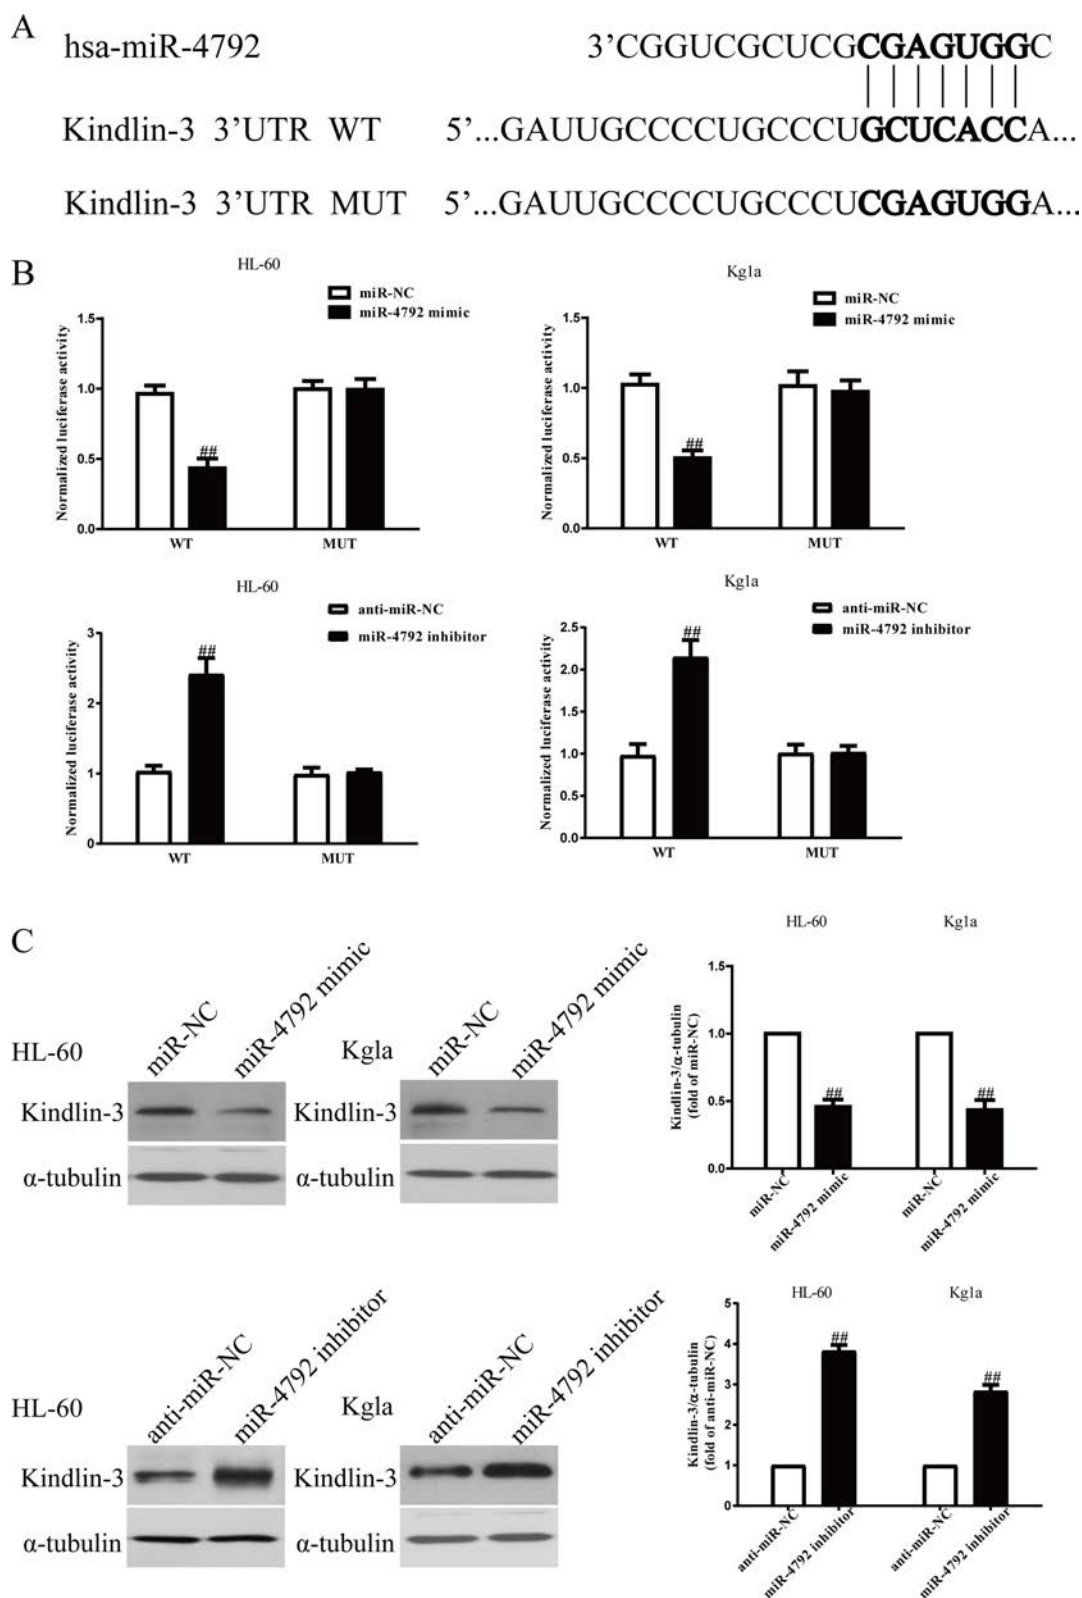 A
hsa-miR-4792 3’CGGUCGCUCGCGAGUGGC
Kindlin-3 3’UTR WT 5’...GAUUGCCCCUGCCCUGCUCACCA...
Kindlin-3 3’UTR MUT 5’...GAUUGCCCCUGCCCUCGAGUGGA...
B
HL-60
miR-NC
miR-4792 mimic
Normalized luciferase activity
1.5
1.0
0.5
0.0
##
WT MUT
Kgla
miR-NC
miR-4792 mimic
Normalized luciferase activity
1.5
1.0
0.5
0.0
##
WT MUT
HL-60
anti-miR-NC
miR-4792 inhibitor
Normalized luciferase activity
3
2
1
0
##
WT MUT
Kgla
anti-miR-NC
miR-4792 inhibitor
Normalized luciferase activity
2.5
2.0
1.5
1.0
0.5
0.0
##
WT MUT
C
HL-60
miR-NC
miR-4792 mimic
Kindlin-3
α-tubulin
Kgla
miR-NC
miR-4792 mimic
Kindlin-3
α-tubulin
HL-60 Kgla
Kindlin-3/α-tubulin
(fold of miR-NC)
1.5
1.0
0.5
0.0
## ##
miR-NC
miR-4792 mimic
miR-NC
miR-4792 mimic
HL-60
anti-miR-NC
miR-4792 inhibitor
Kindlin-3
α-tubulin
Kgla
anti-miR-NC
miR-4792 inhibitor
Kindlin-3
α-tubulin
HL-60 Kgla
Kindlin-3/α-tubulin
(fold of anti-miR-NC)
5
4
3
2
1
0
## ##
anti-miR-NC
miR-4792 inhibitor
anti-miR-NC
miR-4792 inhibitor